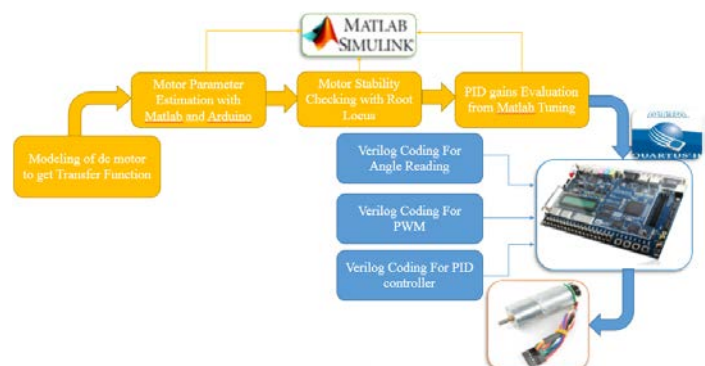 MATLAB
SIMULINK
Motor Parameter
Estimation with
Matlab and Arduino
Motor Stability
Checking with Root
Locus
PID gains Evaluation
from Matlab Tuning
Modeling of dc motor
to get Transfer Function
QUARTUS II
Verilog Coding For
Angle Reading
Verilog Coding For
PWM
Verilog Coding For PID
controller